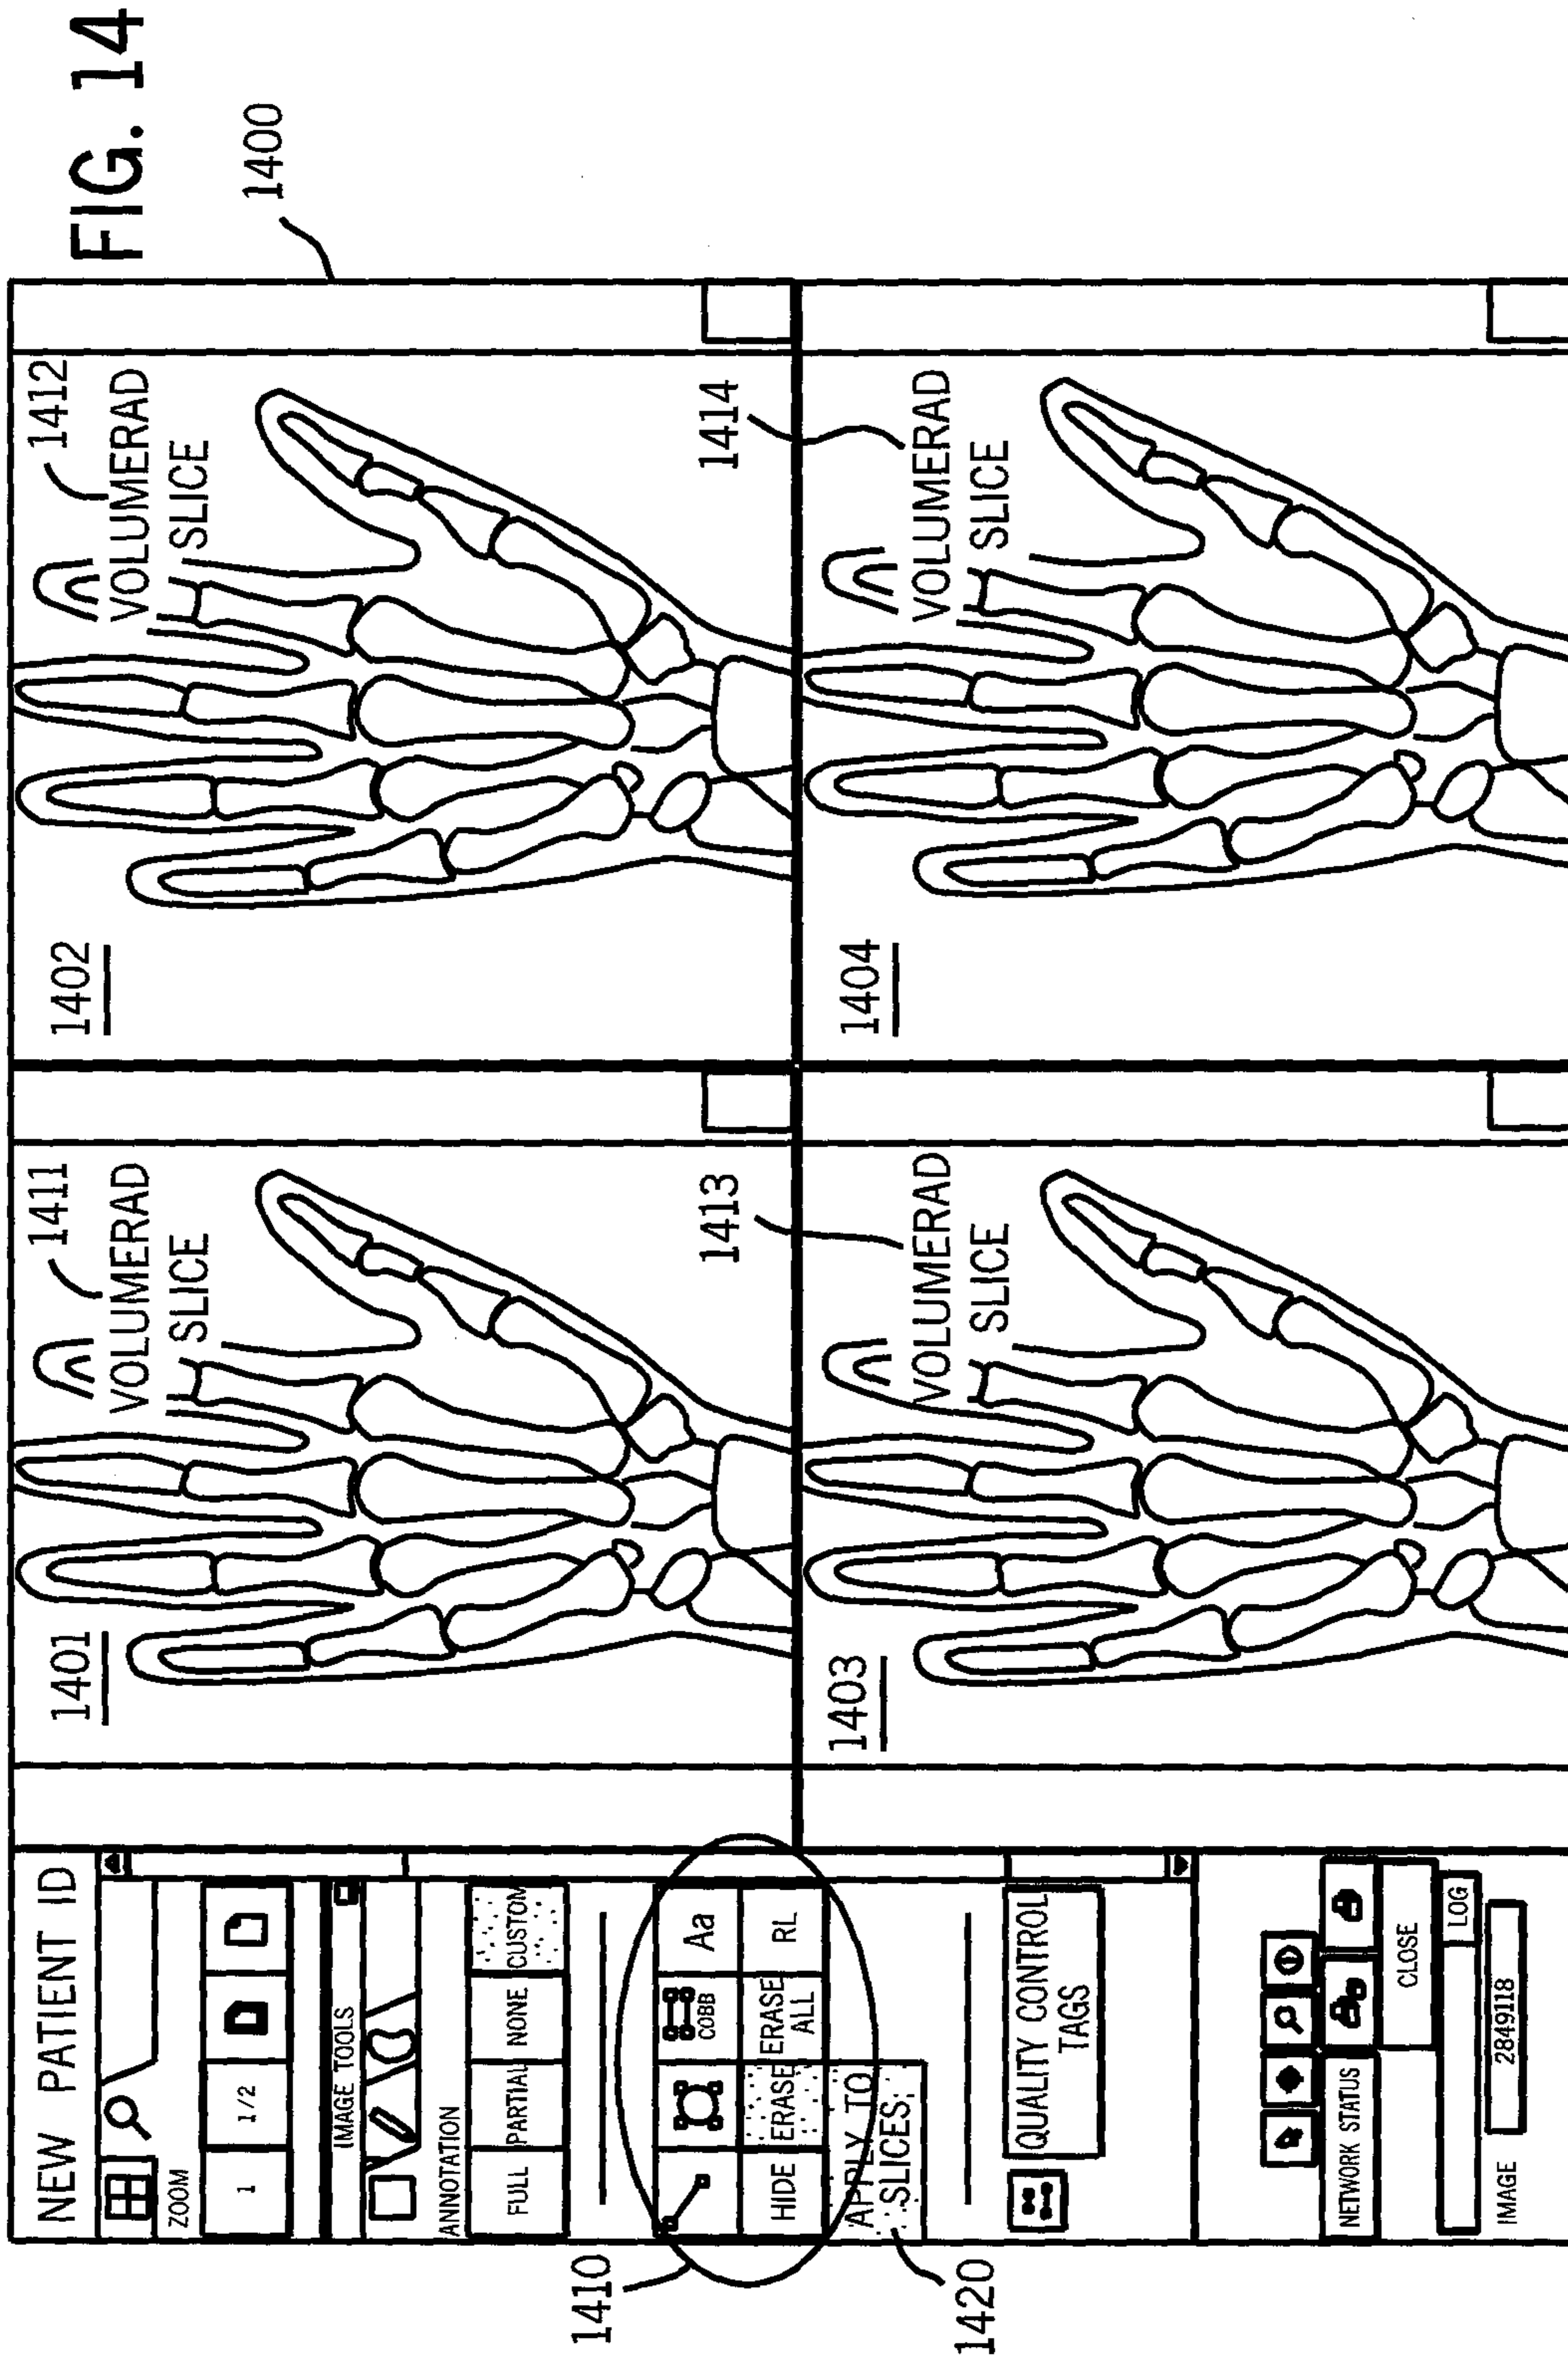 FIG. 14
1400
NEW PATIENT ID
ZOOM
1
1/2
IMAGE TOOLS
ANNOTATION
FULL
PARTIAL
NONE
CUSTOM
1410
COBB
Aa
HIDE
ERASE
ERASE
ALL
RL
APPLY TO
SLICES
1420
QUALITY CONTROL
TAGS
NETWORK STATUS
CLOSE
LOG
IMAGE
2849118
1401
1411
VOLUMERAD
SLICE
1402
1412
VOLUMERAD
SLICE
1403
1413
VOLUMERAD
SLICE
1404
1414
VOLUMERAD
SLICE